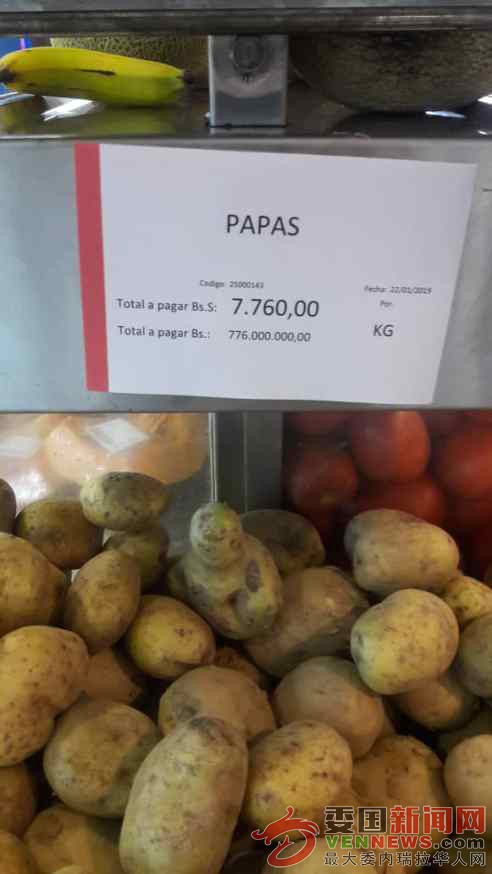 PAPAS
Codigo: 25000143
Fecha: 22/01/2019
Total a pagar Bs.S: 7.760,00
Por:
Total a pagar Bs.: 776.000.000,00
KG
委国新闻网
VENNEWS.COM
最大委内瑞拉华人网